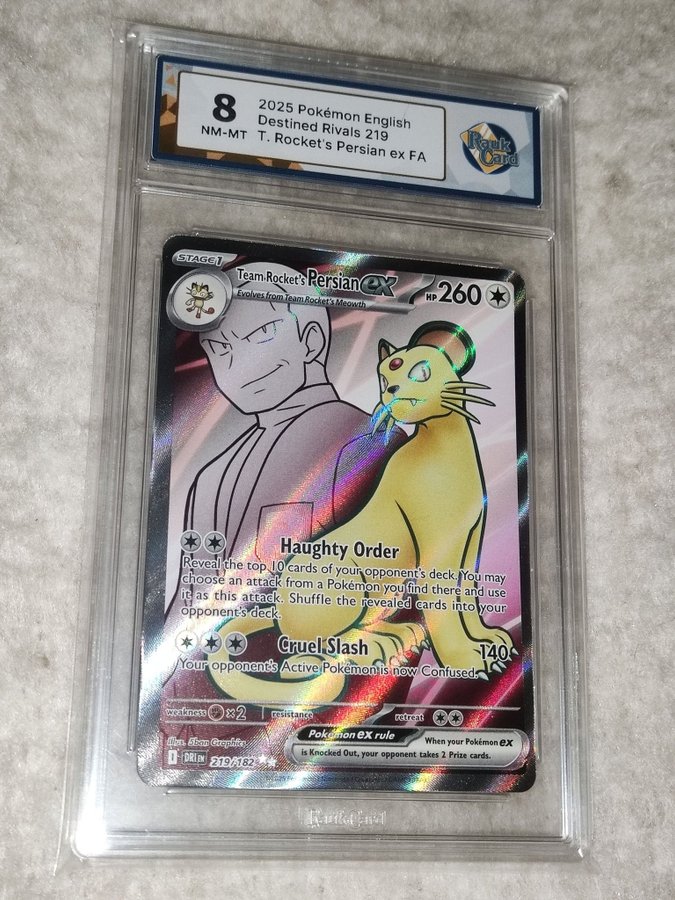 8
NM-MT
2025 Pokémon English
Destined Rivals 219
T. Rocket's Persian ex FA
Rank
Card
STAGE 1
Team Rocket's Persian ex
HP 260
Evolves from Team Rocket's Meowth
Haughty Order
Reveal the top 10 cards of your opponent's deck. You may
choose an attack from a Pokémon you find there and use
it as this attack. Shuffle the revealed cards into your
opponent's deck.
Cruel Slash 140
Your opponent's Active Pokémon is now Confused.
weakness ×2 resistance retreat
Pokémon ex rule
When your Pokémon ex
is Knocked Out, your opponent takes 2 Prize cards.
Illus. 5ban Graphics
DRI EN 219/182
RankCard